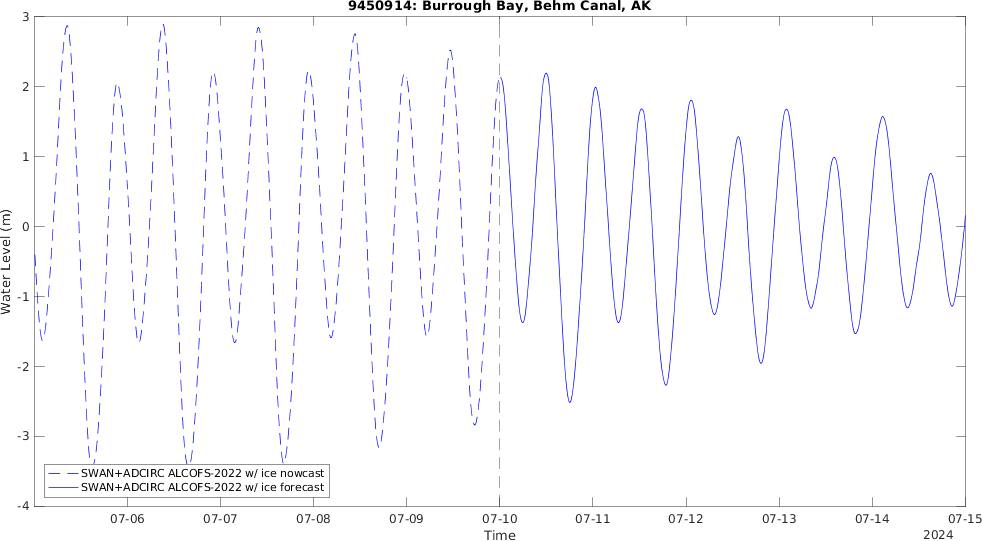 9450914: Burrough Bay, Behm Canal, AK
3
2
1
0
-1
-2
-3
-4
Water Level (m)
SWAN+ADCIRC ALCOFS-2022 w/ ice nowcast
SWAN+ADCIRC ALCOFS-2022 w/ ice forecast
07-06 07-07 07-08 07-09 07-10 07-11 07-12 07-13 07-14 07-15
Time
2024